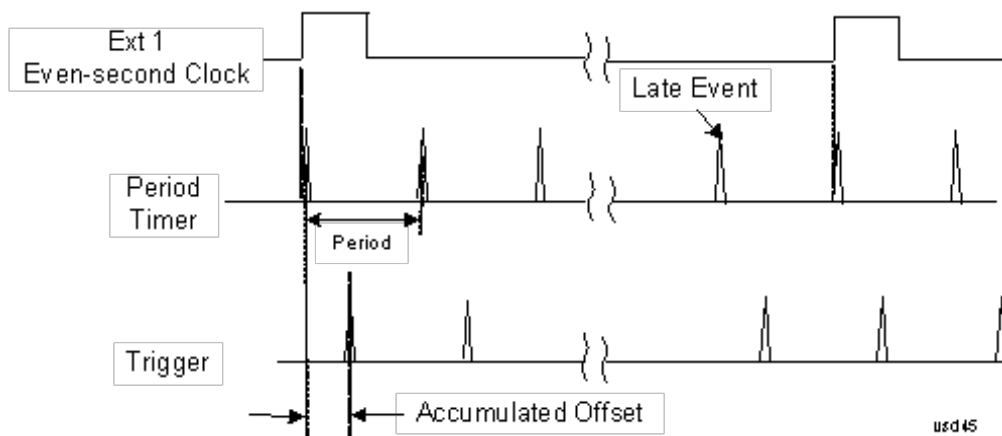 Ext 1
Even-second Clock
Late Event
Period
Timer
Period
Trigger
Accumulated Offset
usd45